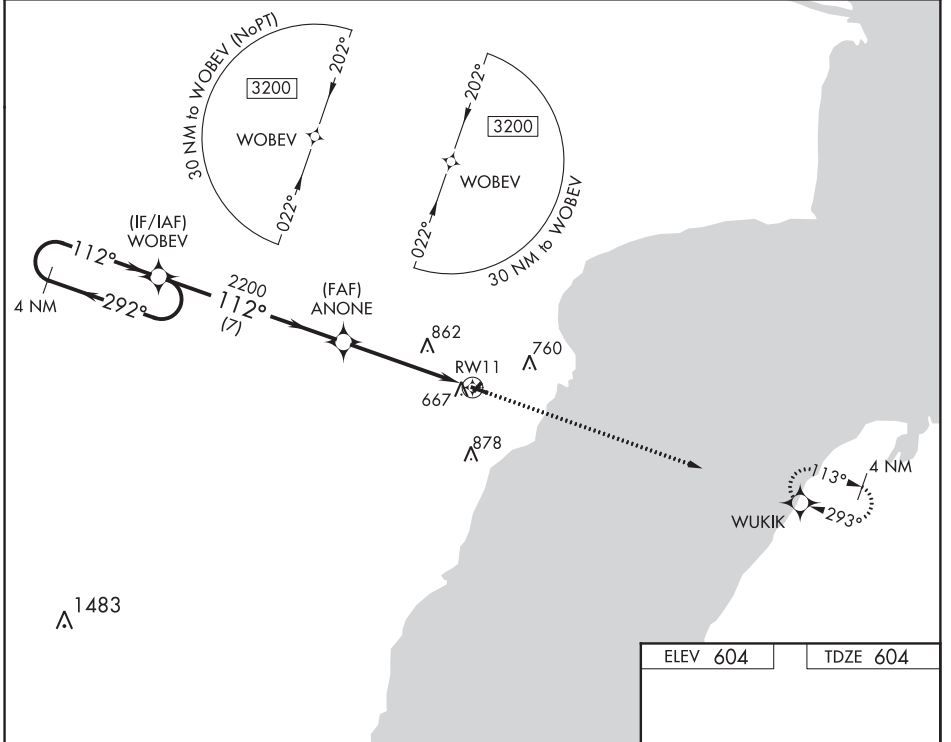 30 NM to WOBEV (NoPT)
202°
3200
WOBEV
022°
202°
3200
WOBEV
022°
30 NM to WOBEV
(IF/IAF)
WOBEV
112°
4 NM
292°
2200
112°
(7)
(FAF)
ANONE
862
760
RW11
667
878
113°
4 NM
293°
WUKIK
1483
ELEV 604
TDZE 604